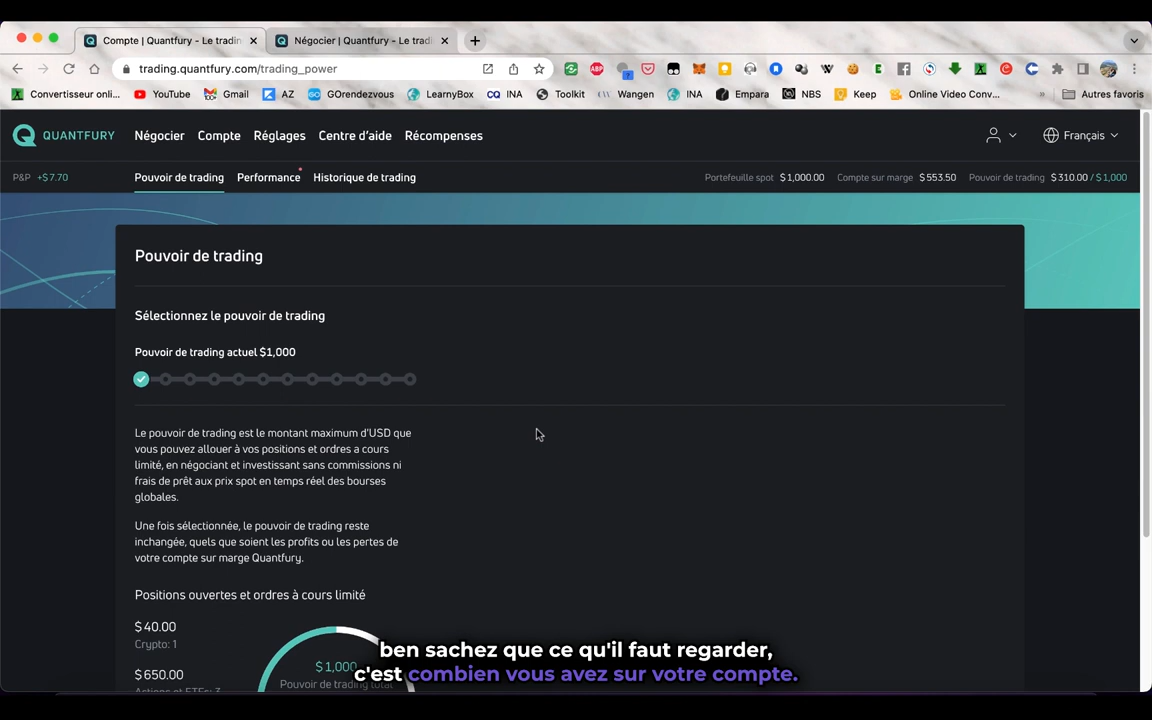 Compte | Quantfury - Le tradin
Négocier | Quantfury - Le tradi
trading.quantfury.com/trading_power
Convertisseur onli...
YouTube
Gmail
AZ
GOrendezvous
LearnyBox
INA
Toolkit
Wangen
INA
Empara
NBS
Keep
Online Video Conv...
»
Autres favoris
QUANTFURY
Négocier
Compte
Réglages
Centre d'aide
Récompenses
Français
P&P +$7.70
Pouvoir de trading
Performance
Historique de trading
Portefeuille spot $1,000.00
Compte sur marge $553.50
Pouvoir de trading $310.00 / $1,000
Pouvoir de trading
Sélectionnez le pouvoir de trading
Pouvoir de trading actuel $1,000
Le pouvoir de trading est le montant maximum d'USD que
vous pouvez allouer à vos positions et ordres a cours
limité, en négociant et investissant sans commissions ni
frais de prêt aux prix spot en temps réel des bourses
globales.
Une fois sélectionnée, le pouvoir de trading reste
inchangée, quels que soient les profits ou les pertes de
votre compte sur marge Quantfury.
Positions ouvertes et ordres à cours limité
$40.00
Crypto: 1
$650.00
$1,000
Pouvoir de trading total
ben sachez que ce qu'il faut regarder,
c'est combien vous avez sur votre compte.